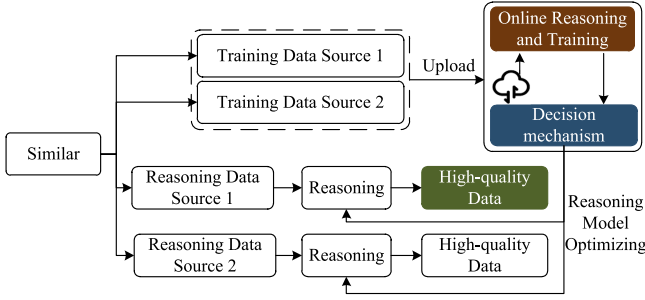 Online Reasoning
and Training
Training Data Source 1
Upload
Training Data Source 2
Decision
mechanism
Similar
Reasoning Data
Source 1
Reasoning
High-quality
Data
Reasoning
Model
Optimizing
Reasoning Data
Source 2
Reasoning
High-quality
Data